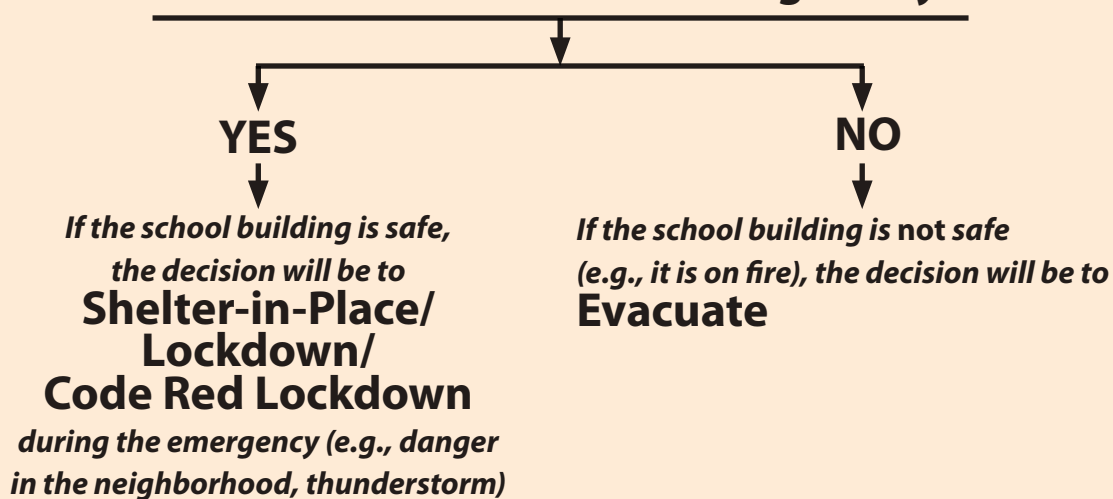 YES
NO
If the school building is safe,
the decision will be to
Shelter-in-Place/
Lockdown/
Code Red Lockdown
during the emergency (e.g., danger
in the neighborhood, thunderstorm)
If the school building is not safe
(e.g., it is on fire), the decision will be to
Evacuate